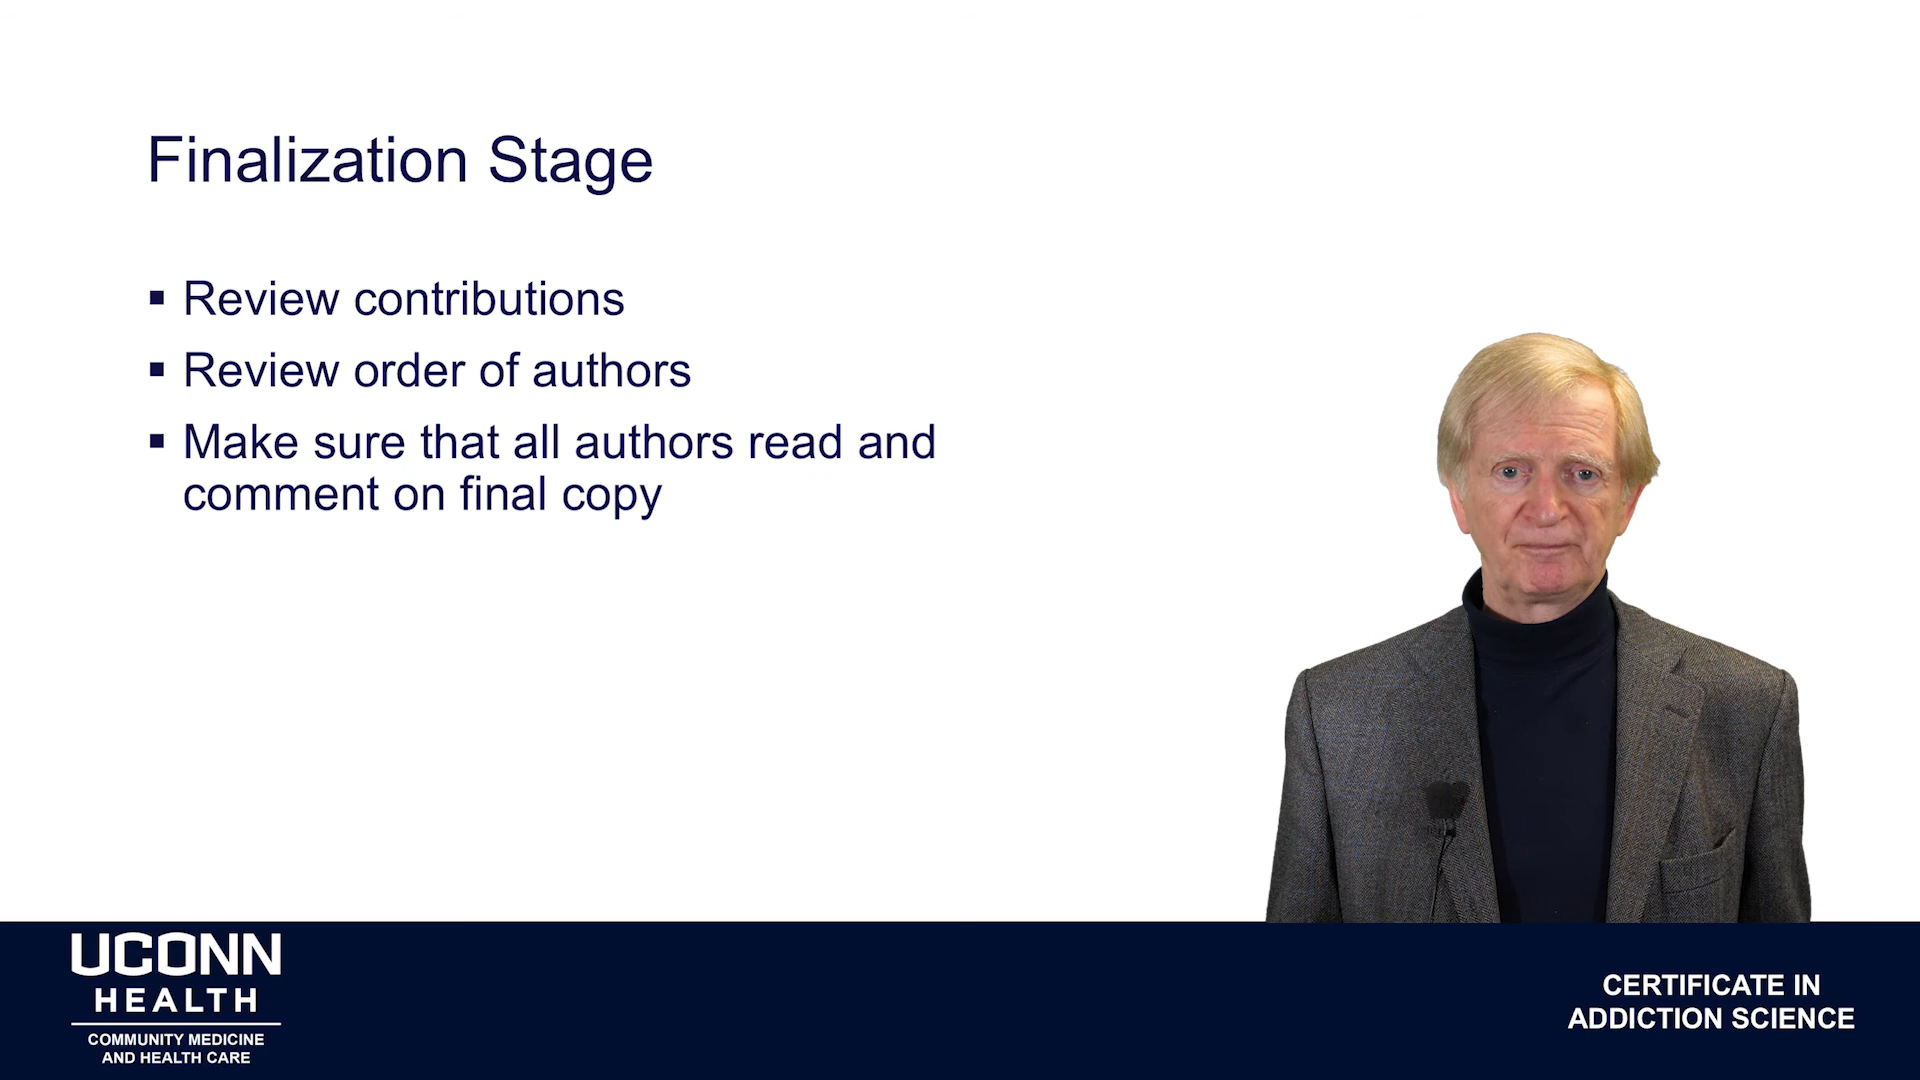 Finalization Stage
▪ Review contributions
▪ Review order of authors
▪ Make sure that all authors read and
comment on final copy
UCONN
HEALTH
COMMUNITY MEDICINE
AND HEALTH CARE
CERTIFICATE IN
ADDICTION SCIENCE